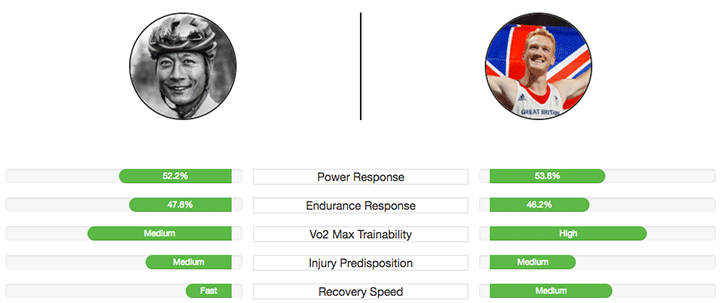 GREAT BRITAIN
52.2% Power Response 53.8%
47.8% Endurance Response 46.2%
Medium Vo2 Max Trainability High
Medium Injury Predisposition Medium
Fast Recovery Speed Medium